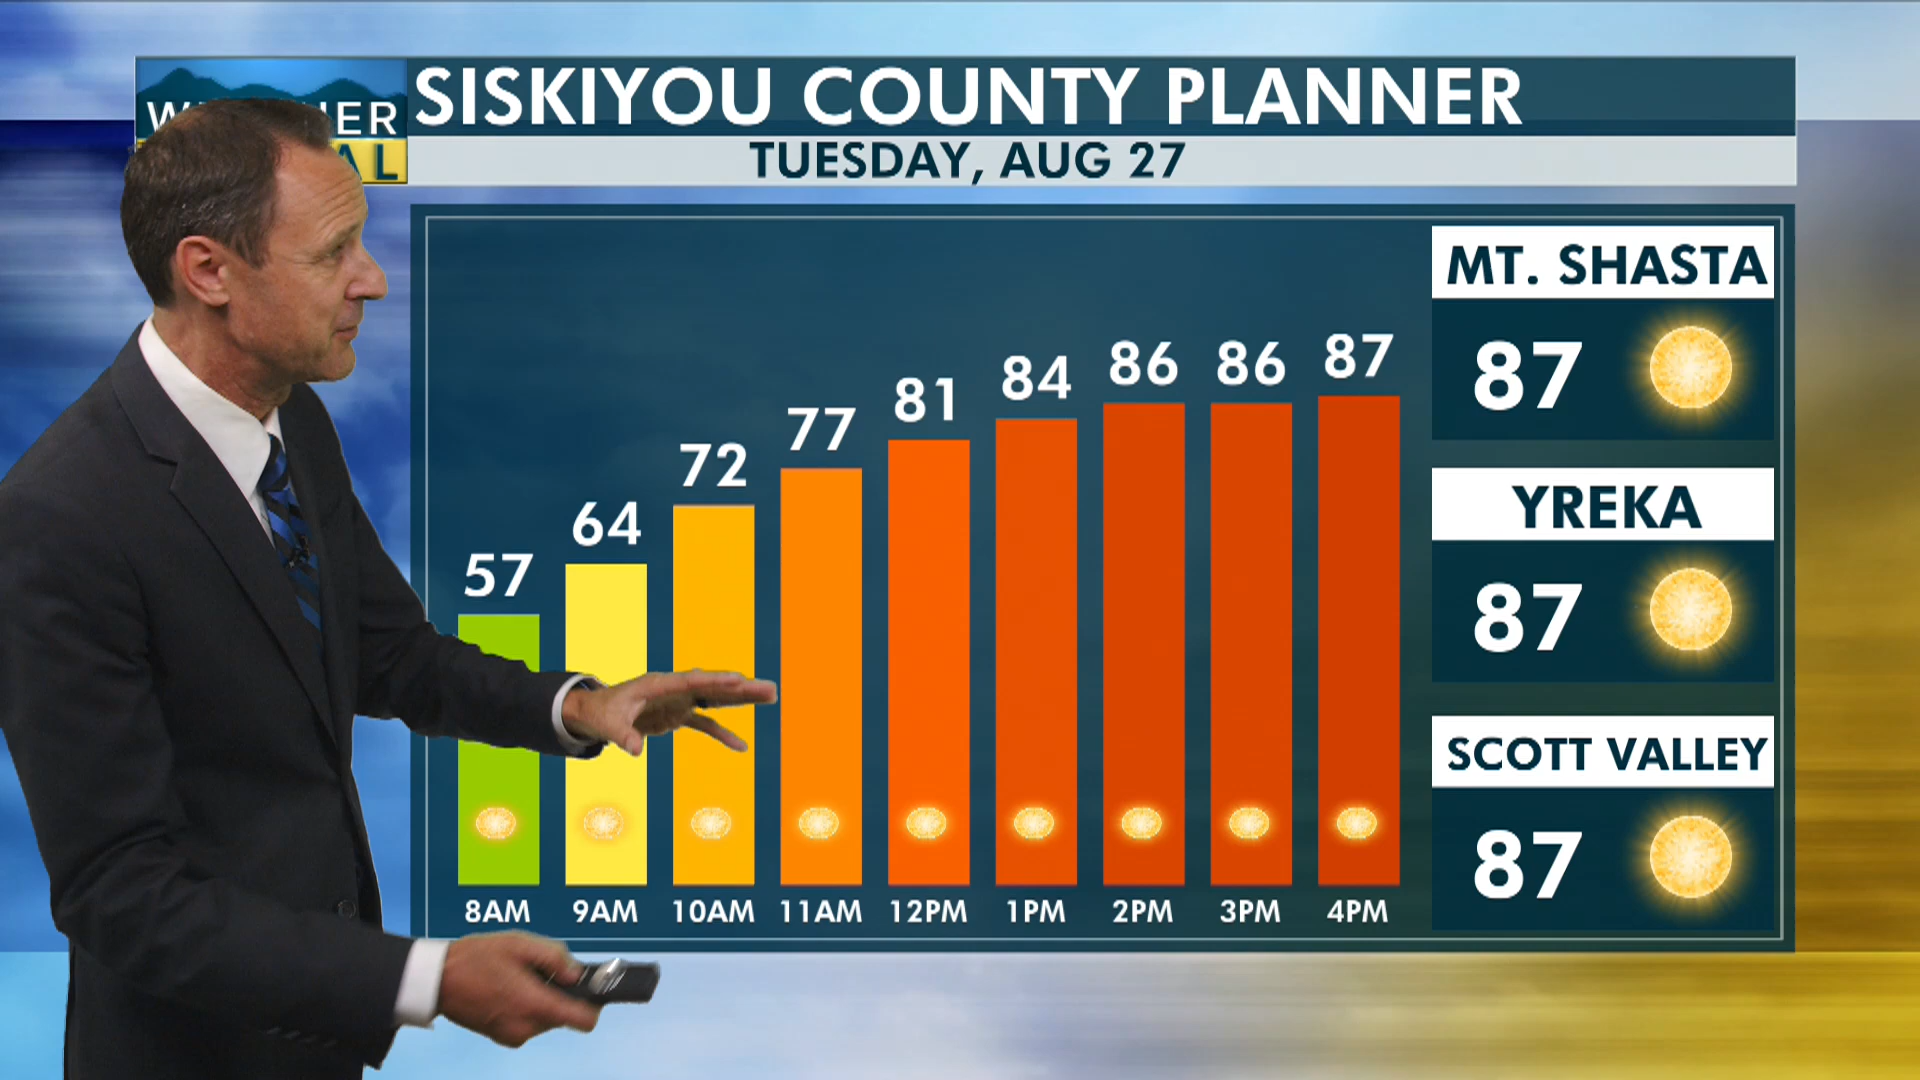 SISKIYOU COUNTY PLANNER
TUESDAY, AUG 27
57 64 72 77 81 84 86 86 87
8AM 9AM 10AM 11AM 12PM 1PM 2PM 3PM 4PM
MT. SHASTA
87
YREKA
87
SCOTT VALLEY
87